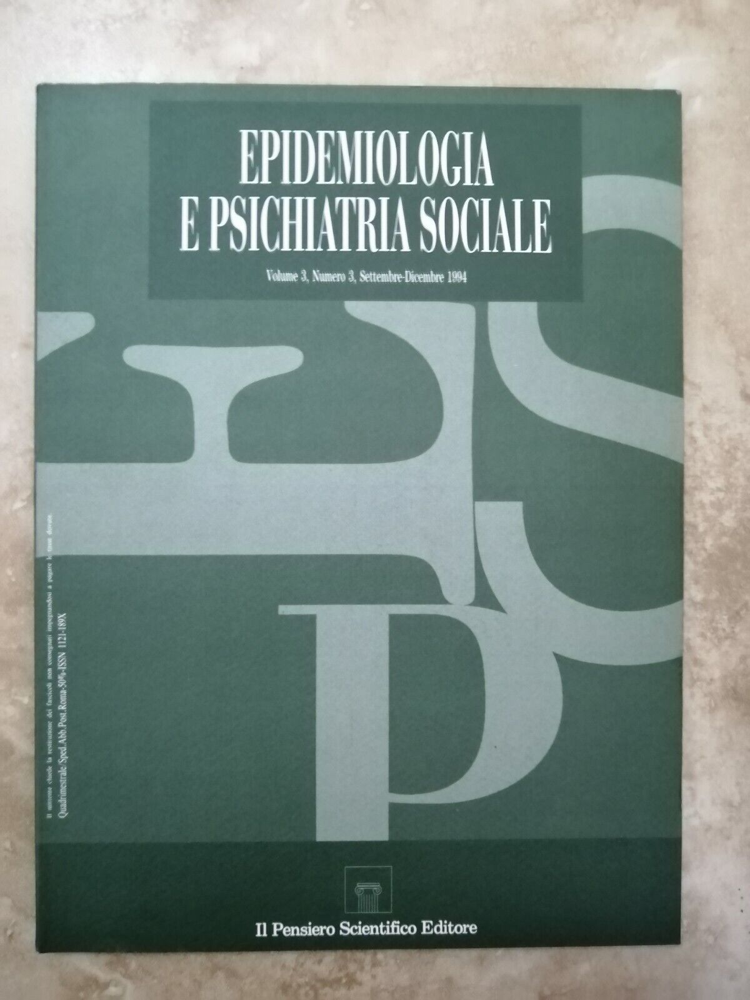 EPIDEMIOLOGIA
E PSICHIATRIA SOCIALE
Volume 3, Numero 3, Settembre-Dicembre 1994
Il mittente chiede la restituzione dei fascicoli non consegnati impegnandosi a pagare le tasse dovute.
Quadrimestrale/Sped.Abb.Post.Roma-50%-ISSN 1121-189X
E
P
S
Il Pensiero Scientifico Editore